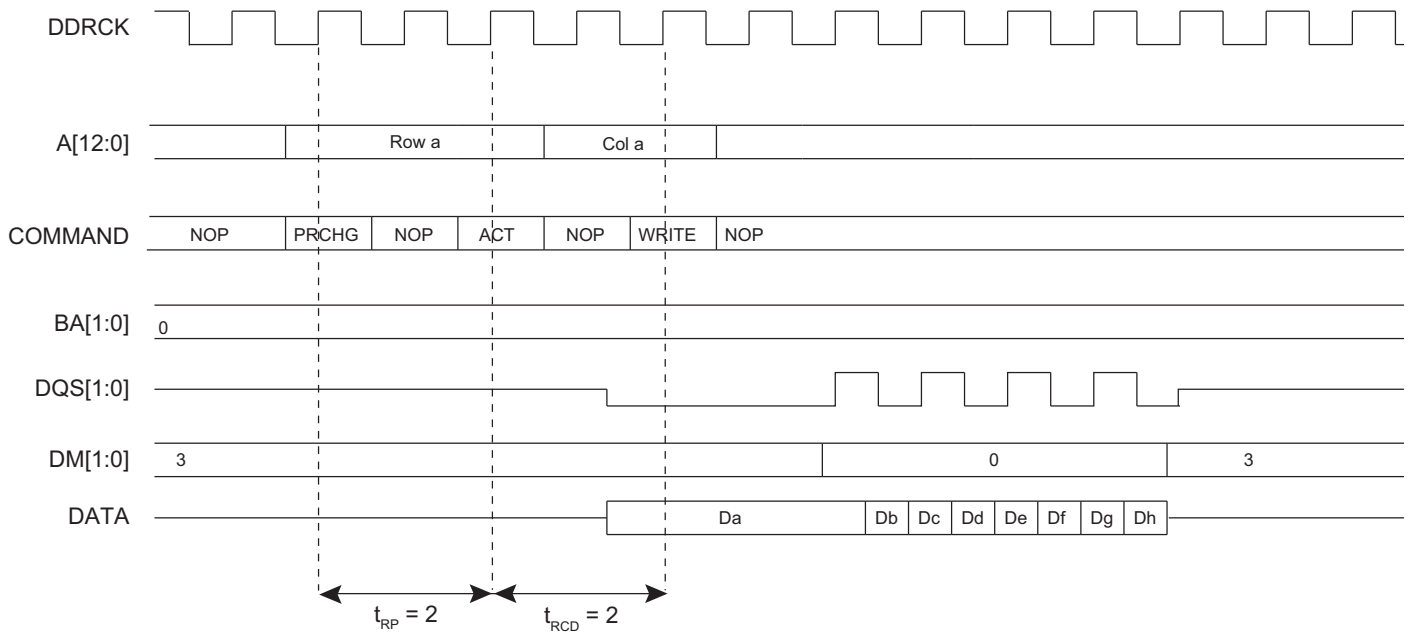 DDRCK
A[12:0] Row a Col a
COMMAND NOP PRCHG NOP ACT NOP WRITE NOP
BA[1:0] 0
DQS[1:0]
DM[1:0] 3 0 3
DATA Da Db Dc Dd De Df Dg Dh
tRP = 2 tRCD = 2